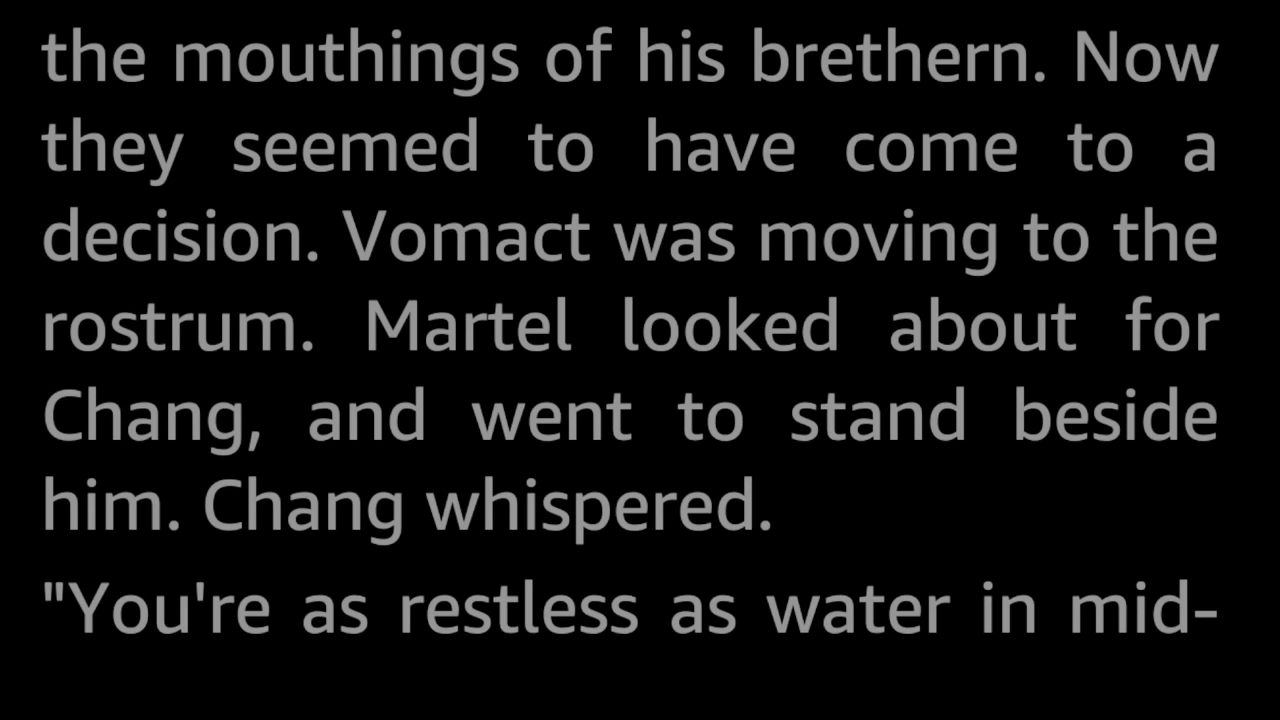 the mouthings of his brethern. Now
they seemed to have come to a
decision. Vomact was moving to the
rostrum. Martel looked about for
Chang, and went to stand beside
him. Chang whispered.
"You're as restless as water in mid-